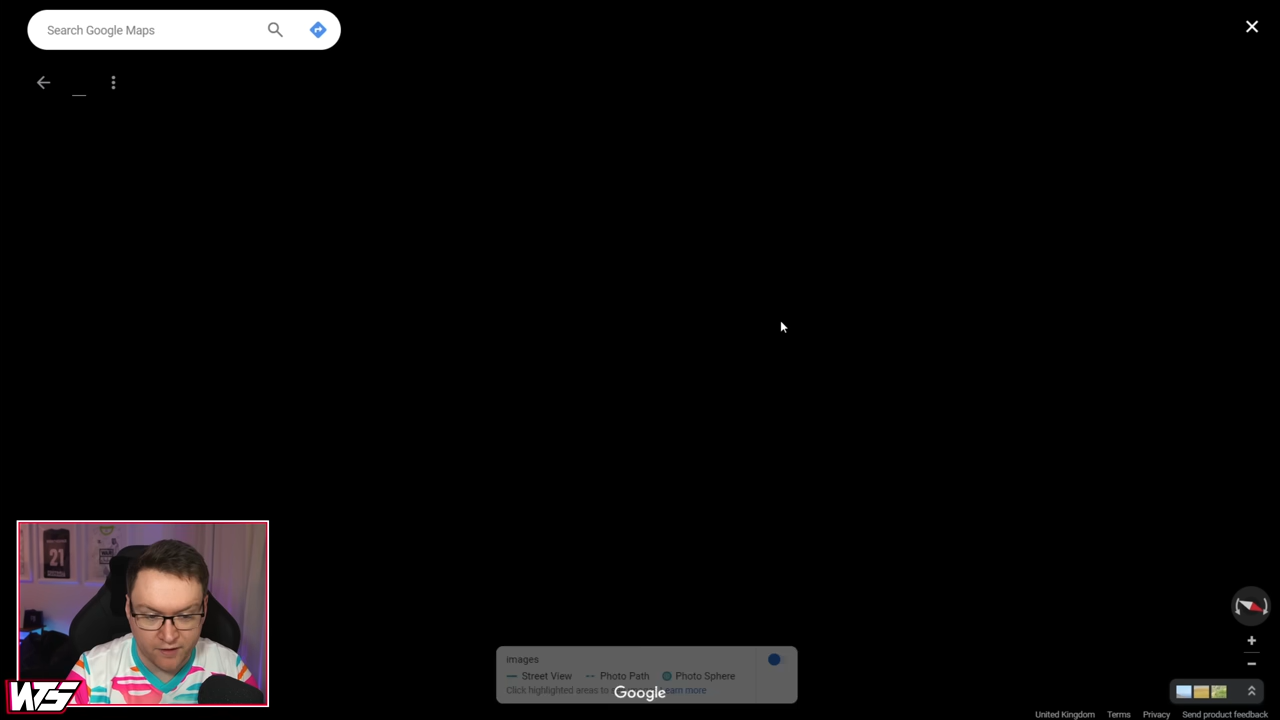 Search Google Maps
21
images
Street View
Photo Path
Photo Sphere
Click highlighted areas to
earn more
Google
WTS
United Kingdom
Terms
Privacy
Send product feedback